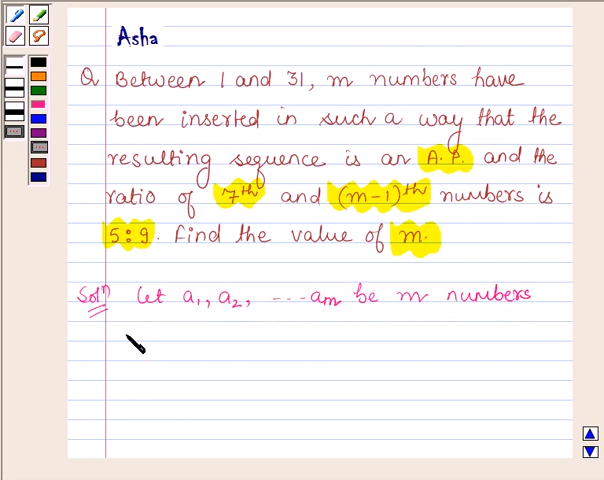 Asha
Q Between 1 and 31, m numbers have
been inserted in such a way that the
resulting sequence is an A.P. and the
ratio of 7th and (m-1)th numbers is
5:9. Find the value of m.
Solⁿ) Let a₁, a₂, ---am be m numbers